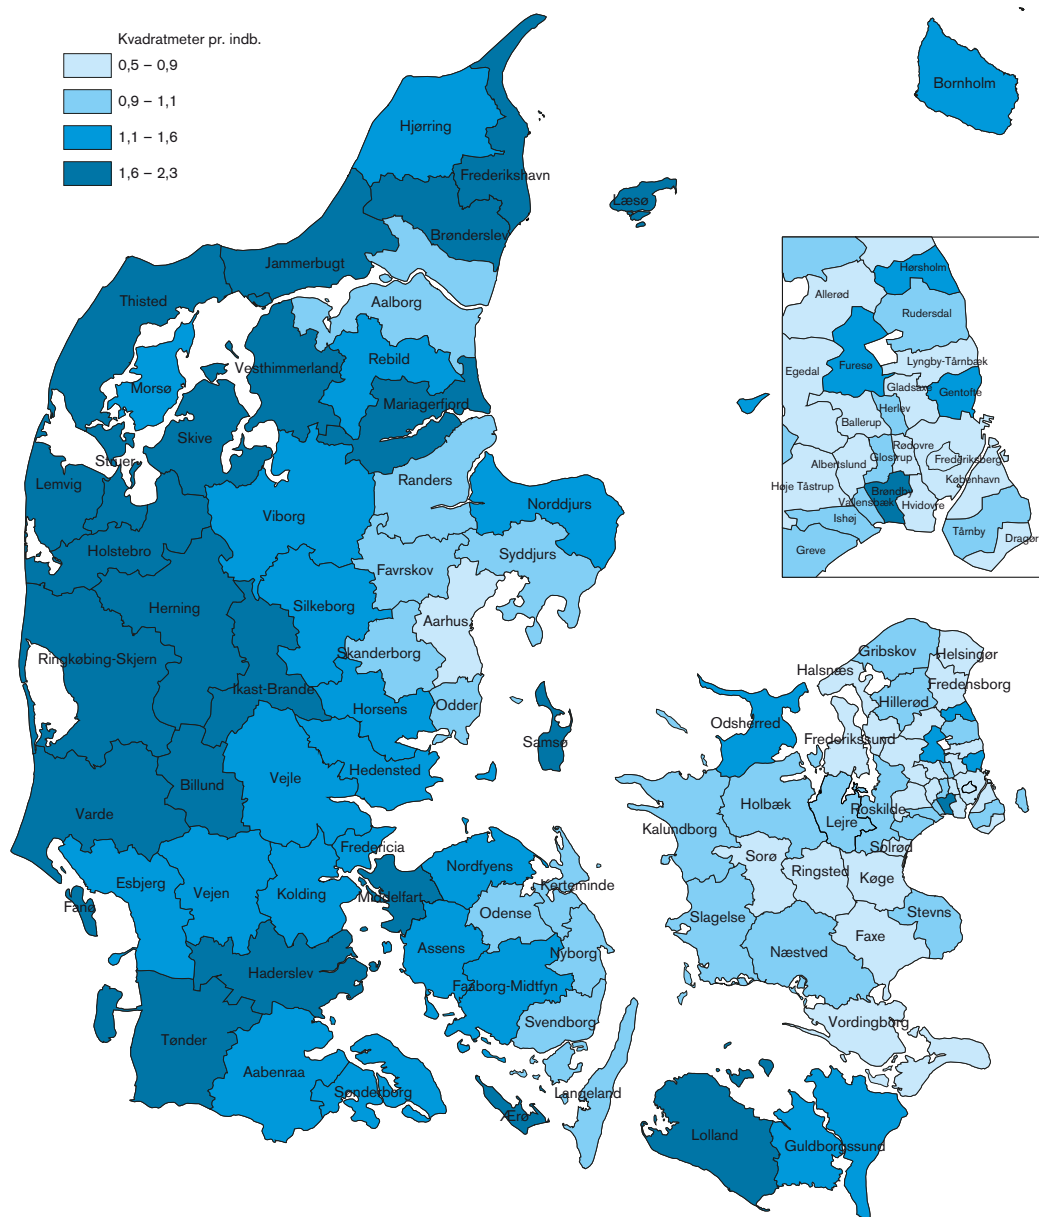 Kvadratmeter pr. indb.
0,5 – 0,9
0,9 – 1,1
1,1 – 1,6
1,6 – 2,3
Bornholm
Hjørring
Frederikshavn
Læsø
Brønderslev
Jammerbugt
Thisted
Aalborg
Vesthimmerland
Rebild
Morsø
Mariagerfjord
Skive
Struer
Lemvig
Randers
Norddjurs
Viborg
Holstebro
Syddjurs
Favrskov
Herning
Silkeborg
Aarhus
Skanderborg
Ringkøbing-Skjern
Ikast-Brande
Horsens
Odder
Samsø
Hedensted
Vejle
Billund
Varde
Fredericia
Esbjerg
Vejen
Kolding
Middelfart
Fanø
Nordfyens
Kerteminde
Odense
Assens
Nyborg
Haderslev
Faaborg-Midtfyn
Svendborg
Tønder
Aabenraa
Sønderborg
Ærø
Langeland
Hørsholm
Allerød
Rudersdal
Lyngby-Tårnbæk
Egedal
Furesø
Gladsaxe
Gentofte
Herlev
Ballerup
Rødovre
Glostrup
Frederiksberg
Albertslund
København
Høje Tåstrup
Brøndby
Vallensbæk
Hvidovre
Ishøj
Tårnby
Dragør
Greve
Gribskov
Helsingør
Halsnæs
Fredensborg
Hillerød
Odsherred
Frederikssund
Holbæk
Roskilde
Lejre
Kalundborg
Solrød
Sorø
Ringsted
Køge
Slagelse
Stevns
Faxe
Næstved
Vordingborg
Lolland
Guldborgssund